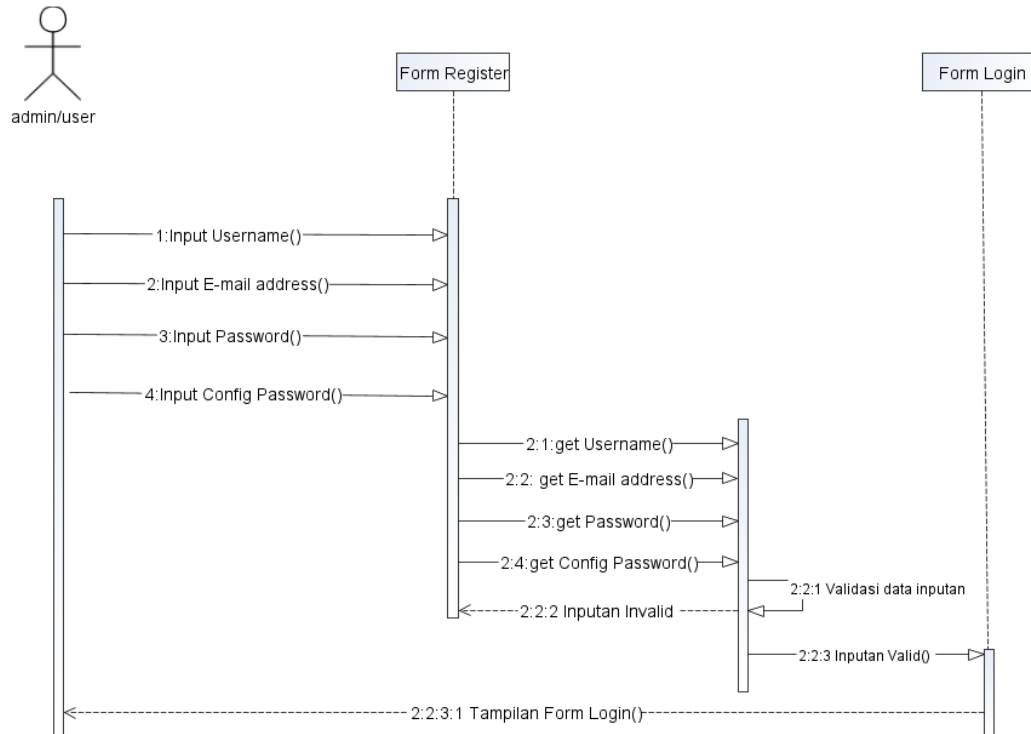 Form Register
Form Login
admin/user
1:Input Username()
2:Input E-mail address()
3:Input Password()
4:Input Config Password()
2:1:get Username()
2:2: get E-mail address()
2:3:get Password()
2:4:get Config Password()
2:2:1 Validasi data inputan
2:2:2 Inputan Invalid
2:2:3 Inputan Valid()
2:2:3:1 Tampilan Form Login()